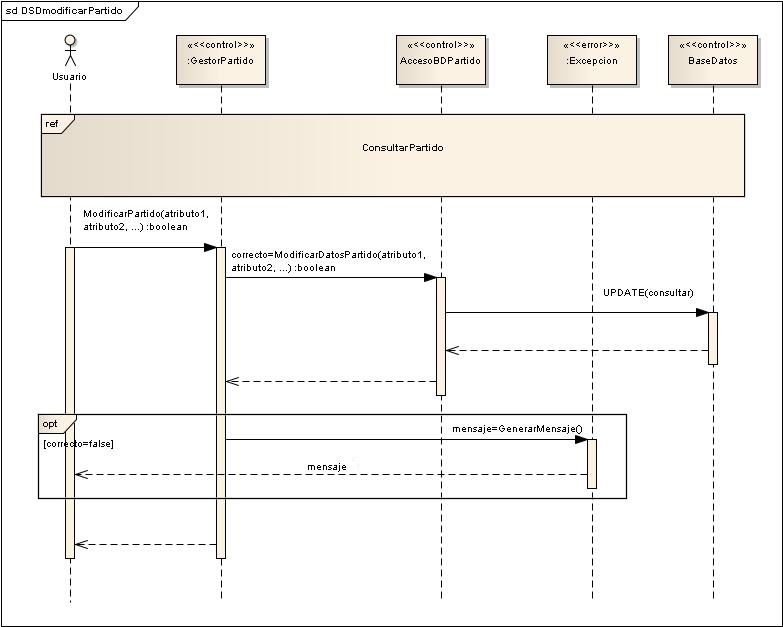 sd DSDmodificarPartido
Usuario
«<<control>>»
:GestorPartido
«<<control>>»
AccesoBDPartido
«<<error>>»
:Excepcion
«<<control>>»
BaseDatos
ref
ConsultarPartido
ModificarPartido(atributo1,
atributo2, ...) :boolean
correcto=ModificarDatosPartido(atributo1,
atributo2, ...) :boolean
UPDATE(consultar)
opt
[correcto=false]
mensaje=GenerarMensaje()
mensaje